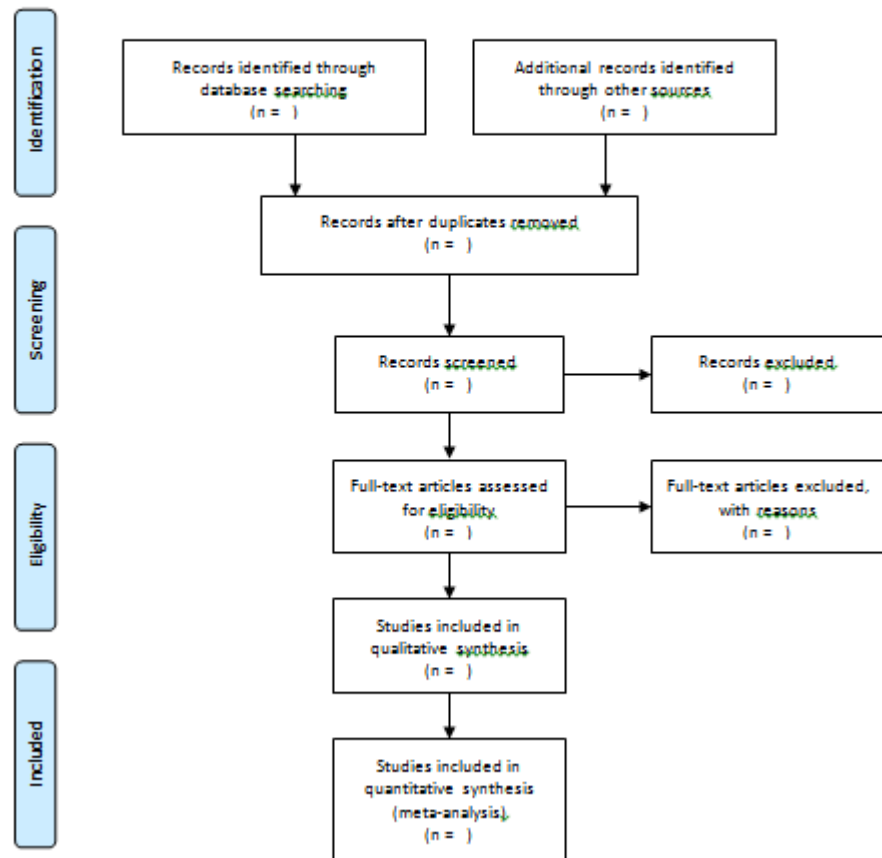 Identification
Records identified through
database searching
(n =  )
Additional records identified
through other sources
(n =  )
Records after duplicates removed
(n =  )
Screening
Records screened
(n =  )
Records excluded
(n =  )
Eligibility
Full-text articles assessed
for eligibility
(n =  )
Full-text articles excluded,
with reasons
(n =  )
Studies included in
qualitative synthesis
(n =  )
Included
Studies included in
quantitative synthesis
(meta-analysis)
(n =  )